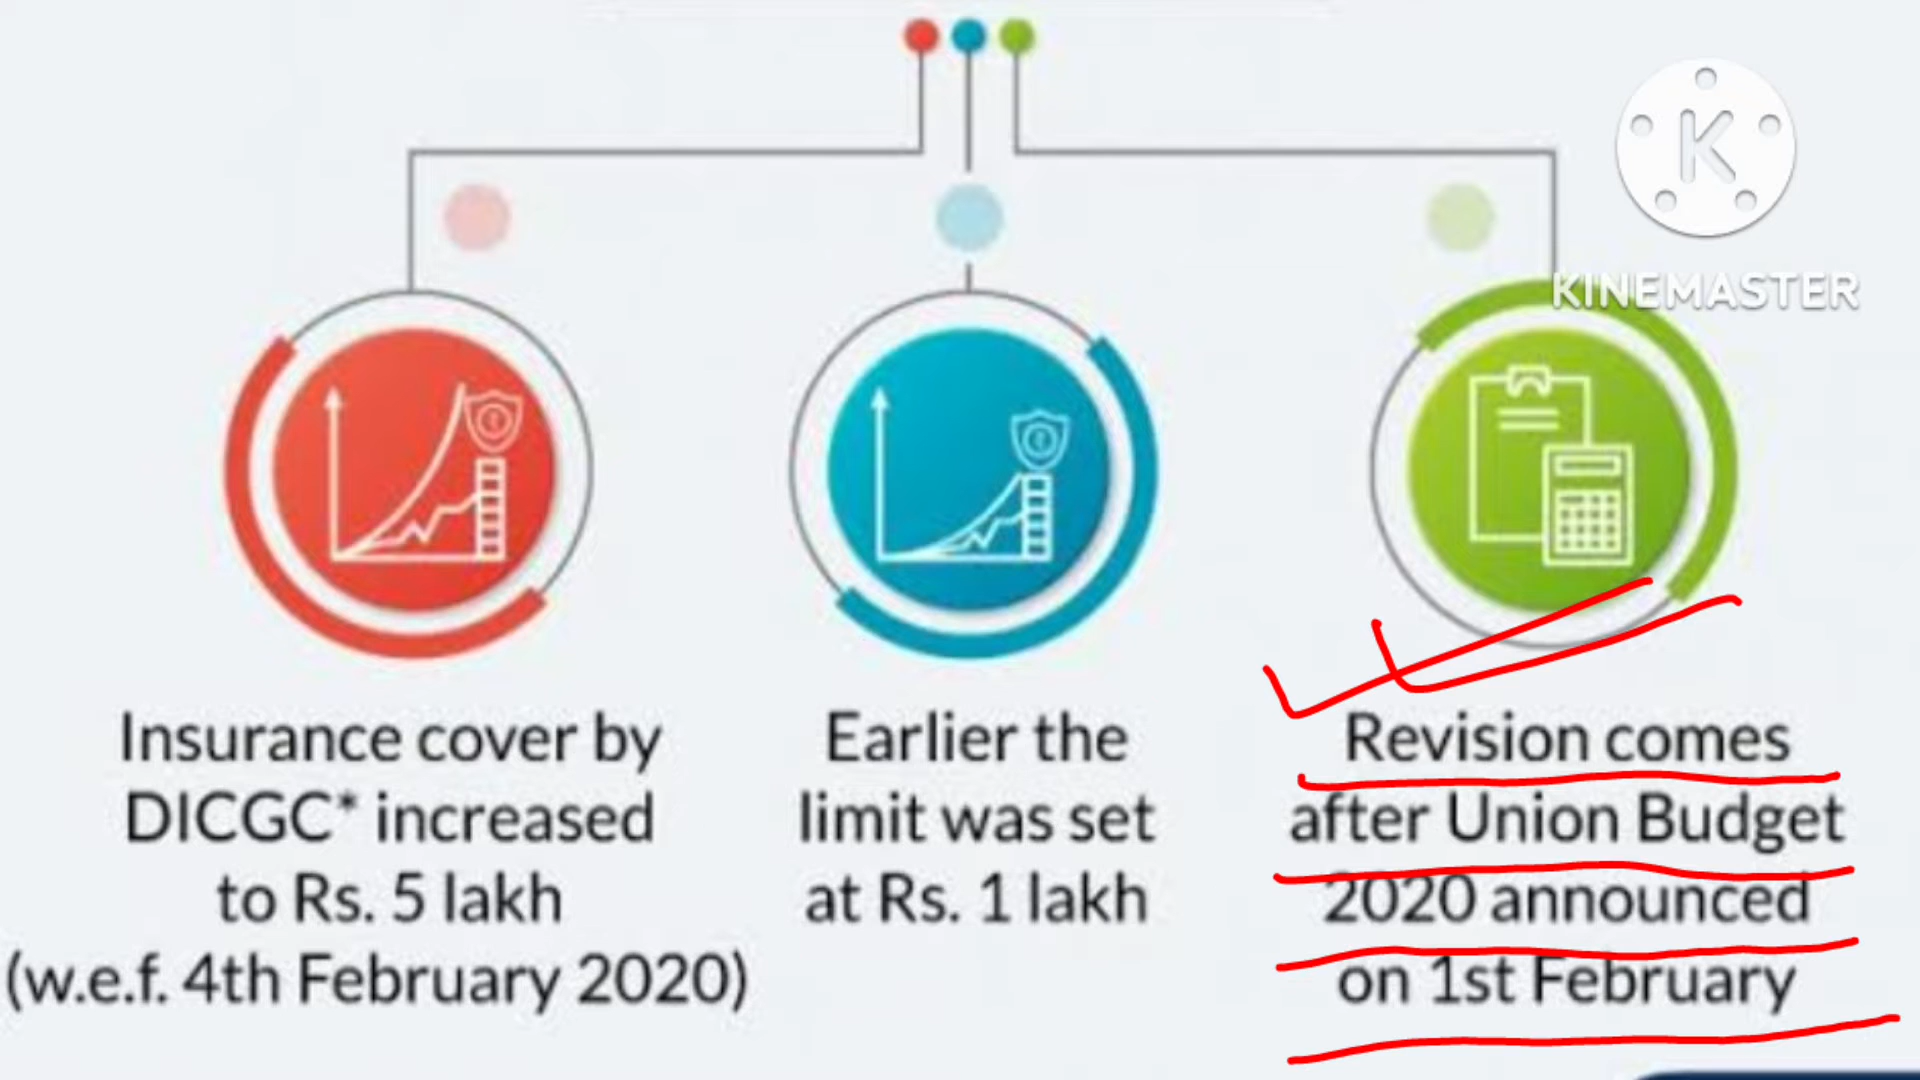 K
KINEMASTER
Insurance cover by
DICGC* increased
to Rs. 5 lakh
(w.e.f. 4th February 2020)
Earlier the
limit was set
at Rs. 1 lakh
Revision comes
after Union Budget
2020 announced
on 1st February